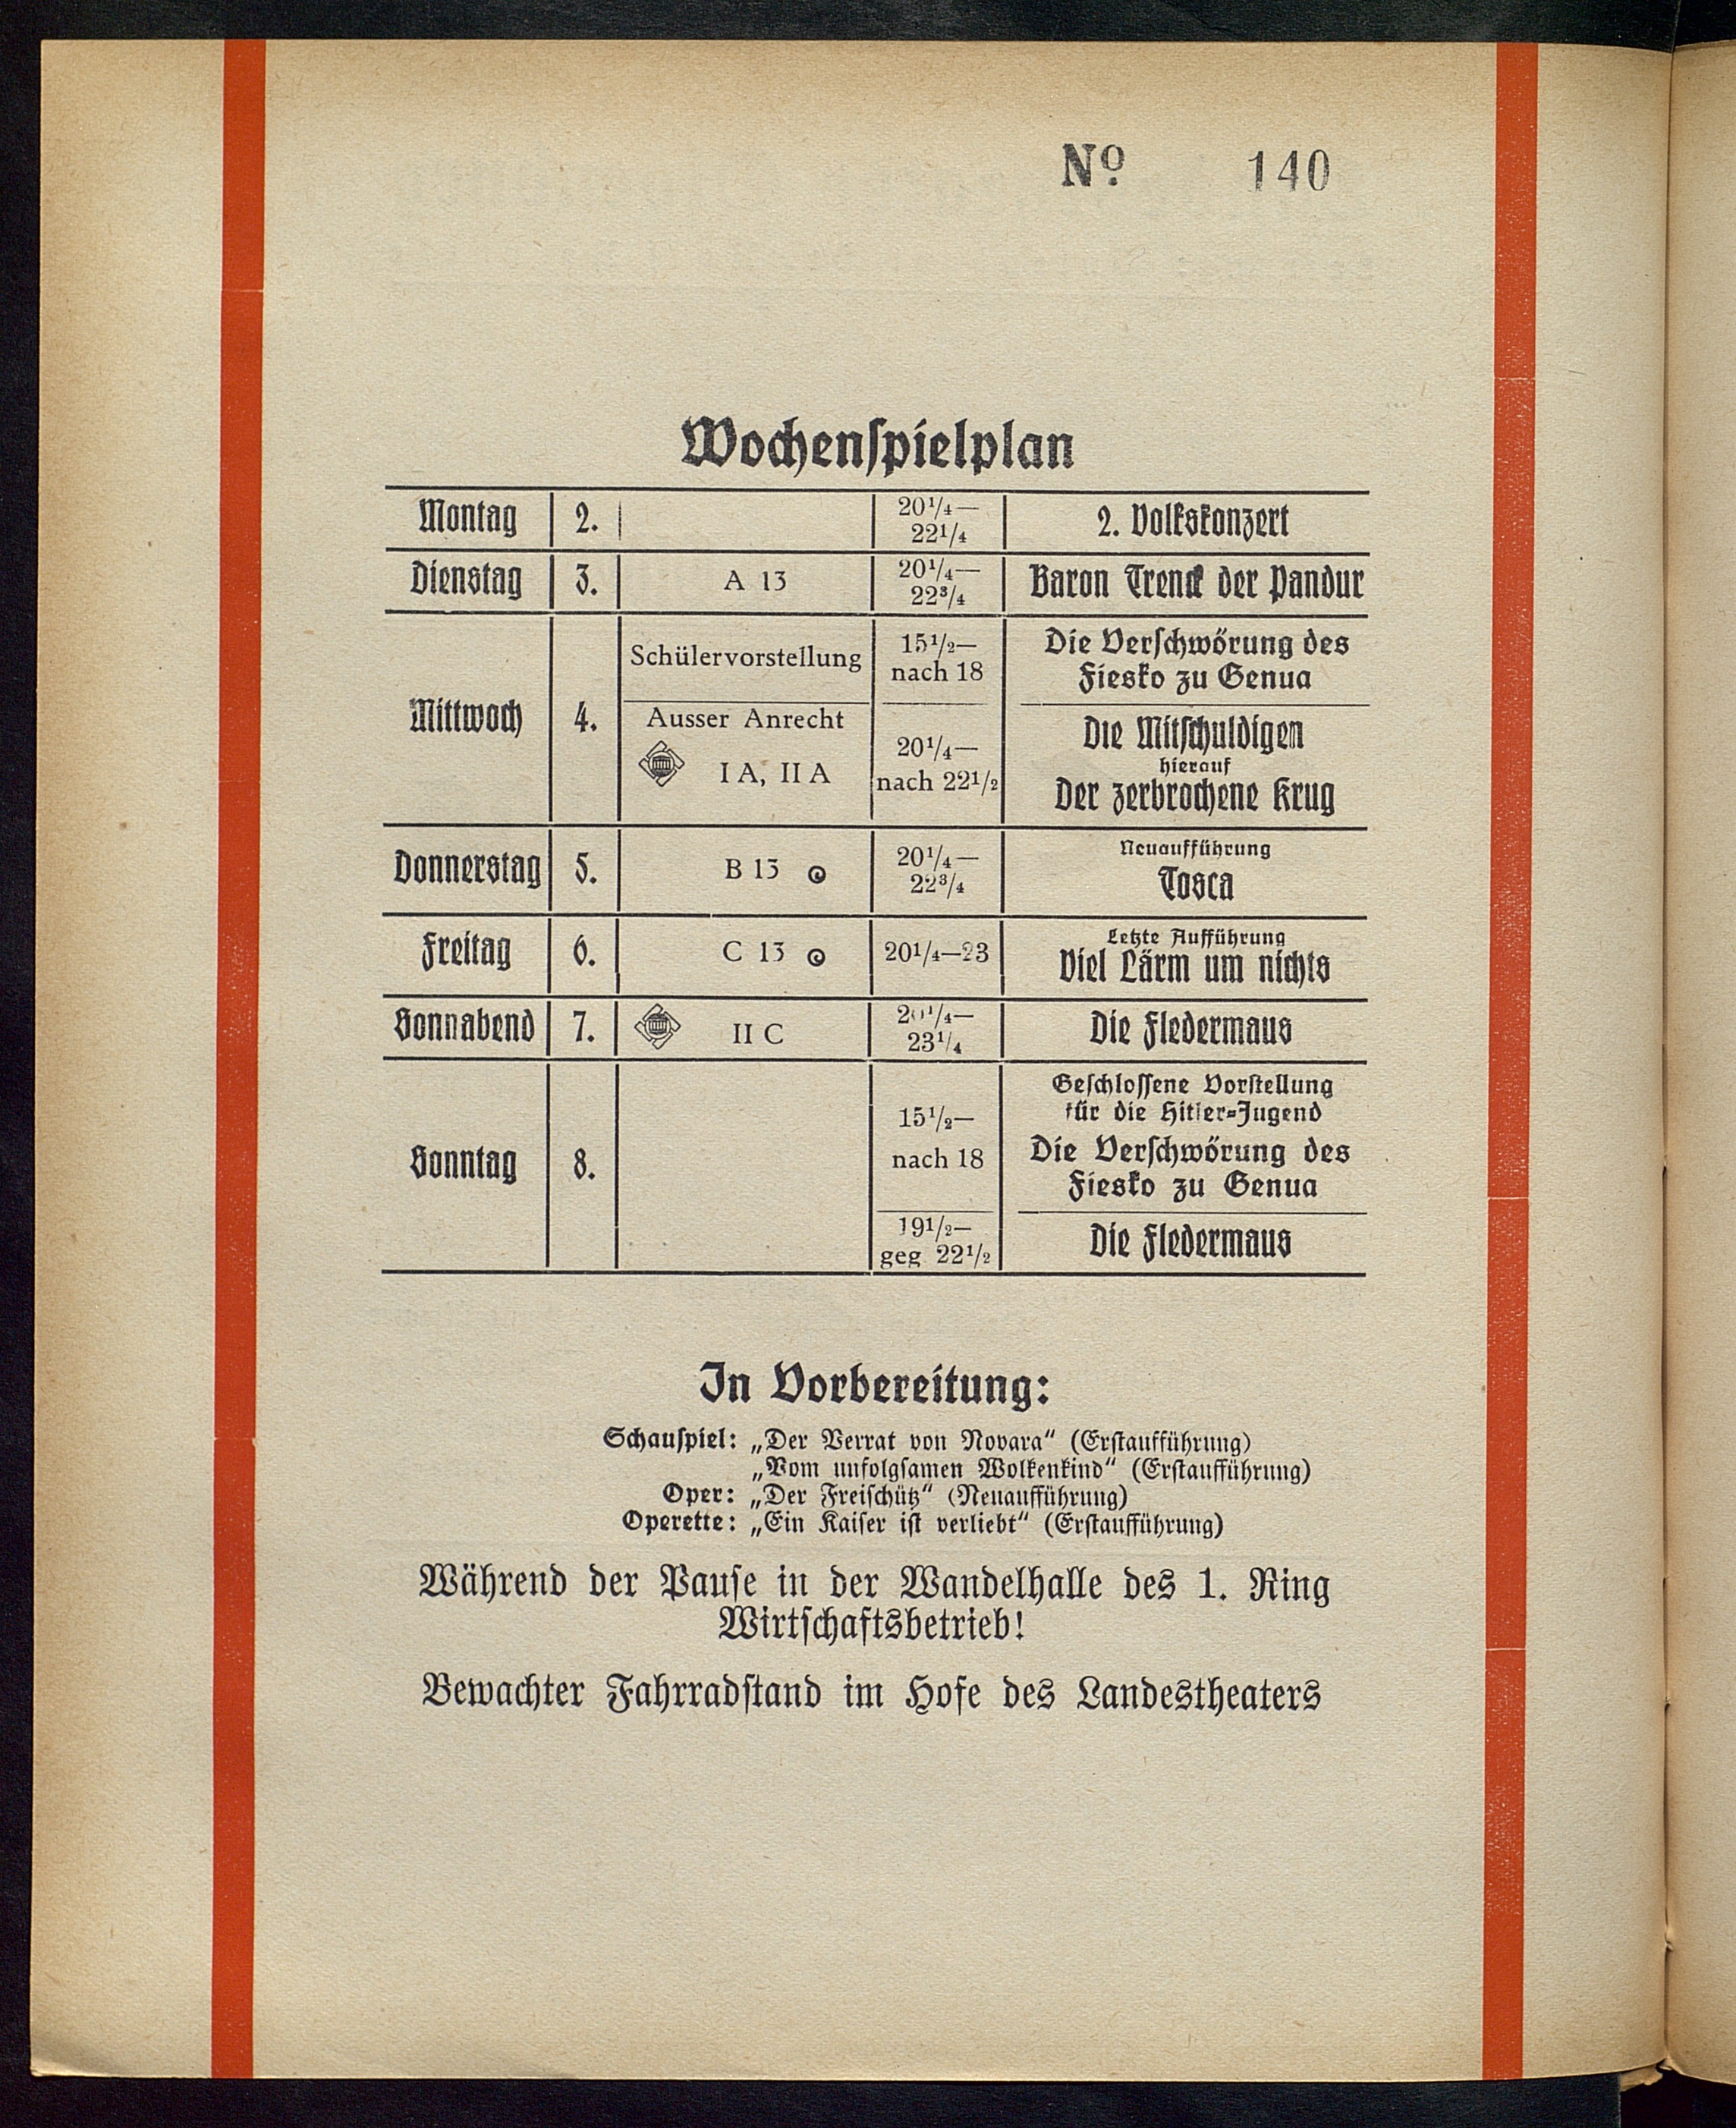 Nº 140
Wochenspielplan
Montag 2. 20¹/₄— 2. Volkskonzert
22¹/₄
Dienstag 3. A 13 20¹/₄— Baron Trenck der Pandur
22³/₄
Mittwoch 4. Schülervorstellung 15¹/₂— Die Verschwörung des
nach 18 Fiesko zu Genua
Ausser Anrecht Die Mitschuldigen
20¹/₄— hierauf
I A, II A nach 22¹/₂ Der zerbrochene Krug
Donnerstag 5. B 13 20¹/₄— Neuaufführung
22³/₄ Tosca
Freitag 6. C 13 20¹/₄—23 Letzte Aufführung
Viel Lärm um nichts
Sonnabend 7. II C 20¹/₄— Die Fledermaus
23¹/₄
Sonntag 8. Geschlossene Vorstellung
15¹/₂— für die Hitler-Jugend
nach 18 Die Verschwörung des
Fiesko zu Genua
19¹/₂— Die Fledermaus
geg 22¹/₂
In Vorbereitung:
Schauspiel: „Der Verrat von Novara“ (Erstaufführung)
„Vom unfolgsamen Wolkenkind“ (Erstaufführung)
Oper: „Der Freischütz“ (Neuaufführung)
Operette: „Ein Kaiser ist verliebt“ (Erstaufführung)
Während der Pause in der Wandelhalle des 1. Ring
Wirtschaftsbetrieb!
Bewachter Fahrradstand im Hofe des Landestheaters